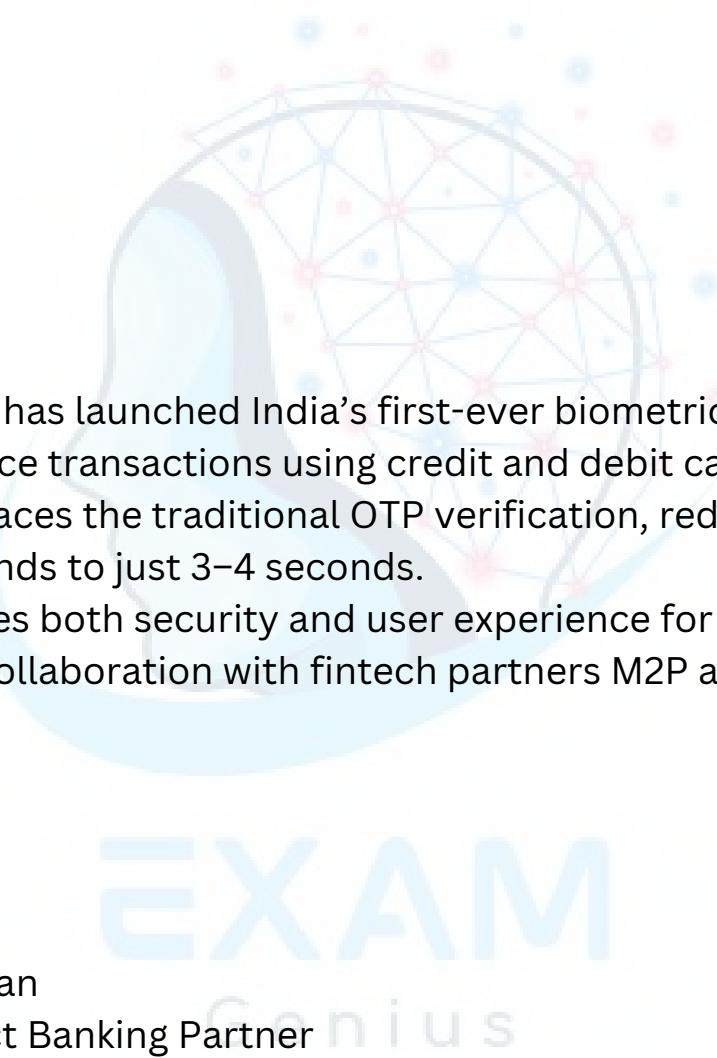 has launched India’s first-ever biometric
ce transactions using credit and debit ca
aces the traditional OTP verification, red
nds to just 3–4 seconds.
es both security and user experience for
ollaboration with fintech partners M2P a
EXAM
an
Genius
ct Banking Partner